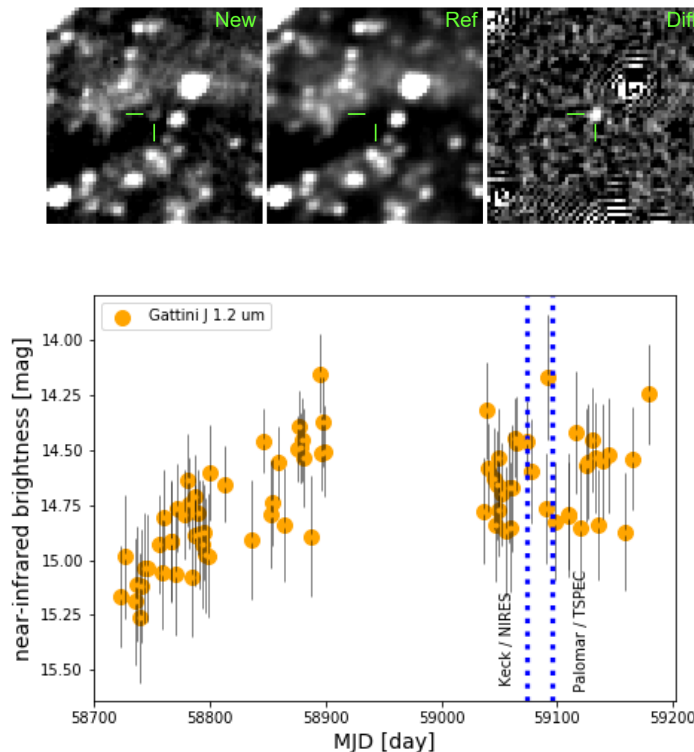 New
Ref
Diff
Gattini J 1.2 um
near-infrared brightness [mag]
14.00
14.25
14.50
14.75
15.00
15.25
15.50
Keck / NIRES
Palomar / TSPEC
58700
58800
58900
59000
59100
59200
MJD [day]